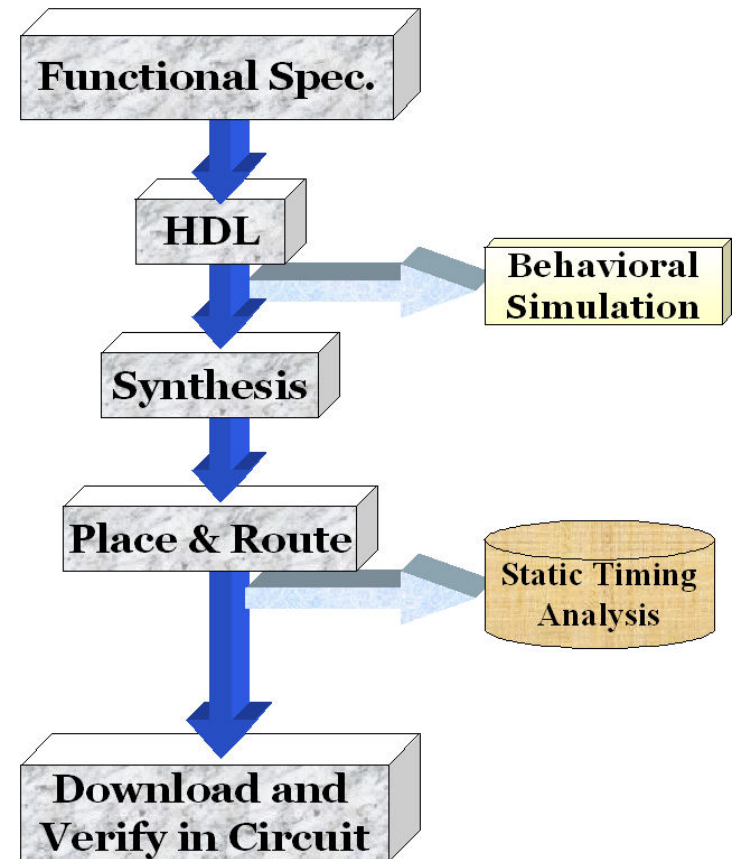 Functional Spec.
HDL
Behavioral
Simulation
Synthesis
Place & Route
Static Timing
Analysis
Download and
Verify in Circuit